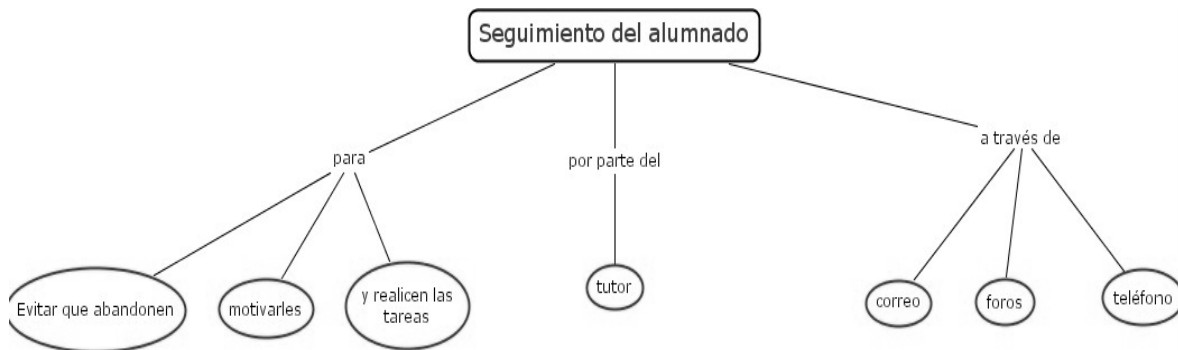 Seguimiento del alumnado
para
por parte del
a través de
Evitar que abandonen
motivarles
y realicen las
tareas
tutor
correo
foros
teléfono